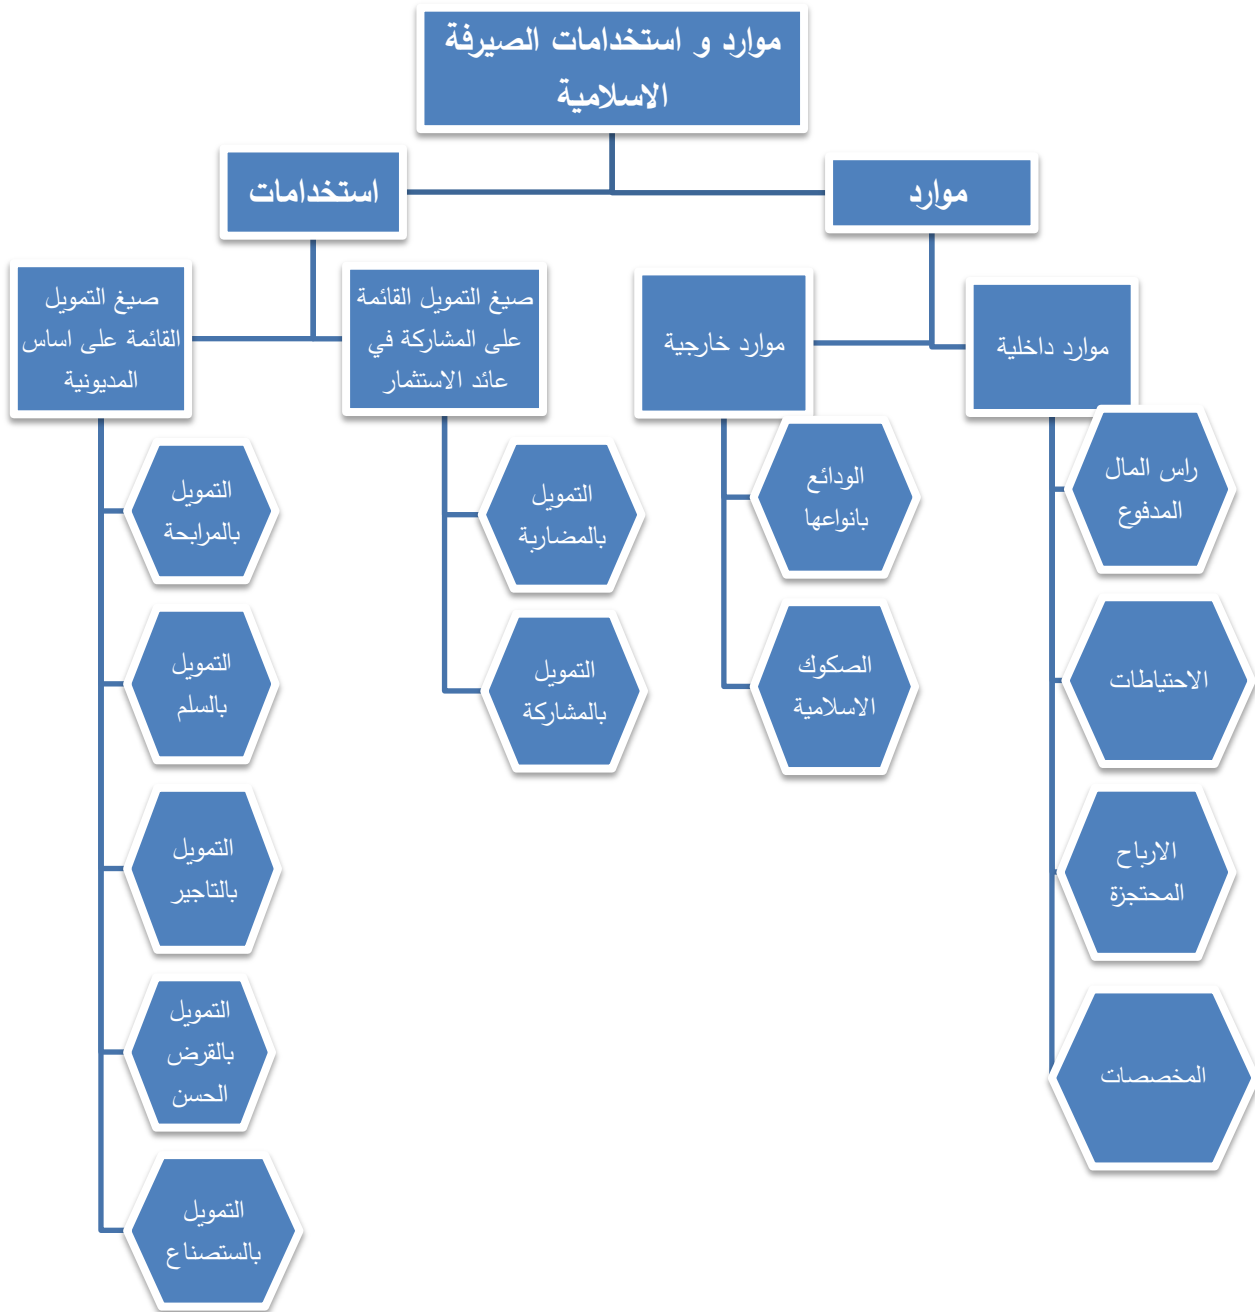 موارد و استخدامات الصيرفة
الاسلامية
موارد
استخدامات
موارد داخلية
موارد خارجية
صيغ التمويل القائمة
على المشاركة في
عائد الاستثمار
صيغ التمويل
القائمة على اساس
المديونية
راس المال
المدفوع
الاحتياطات
الارباح
المحتجزة
المخصصات
الودائع
بانواعها
الصكوك
الاسلامية
التمويل
بالمضاربة
التمويل
بالمشاركة
التمويل
بالمرابحة
التمويل
بالسلم
التمويل
بالتاجير
التمويل
بالقرض
الحسن
التمويل
بالستصناع